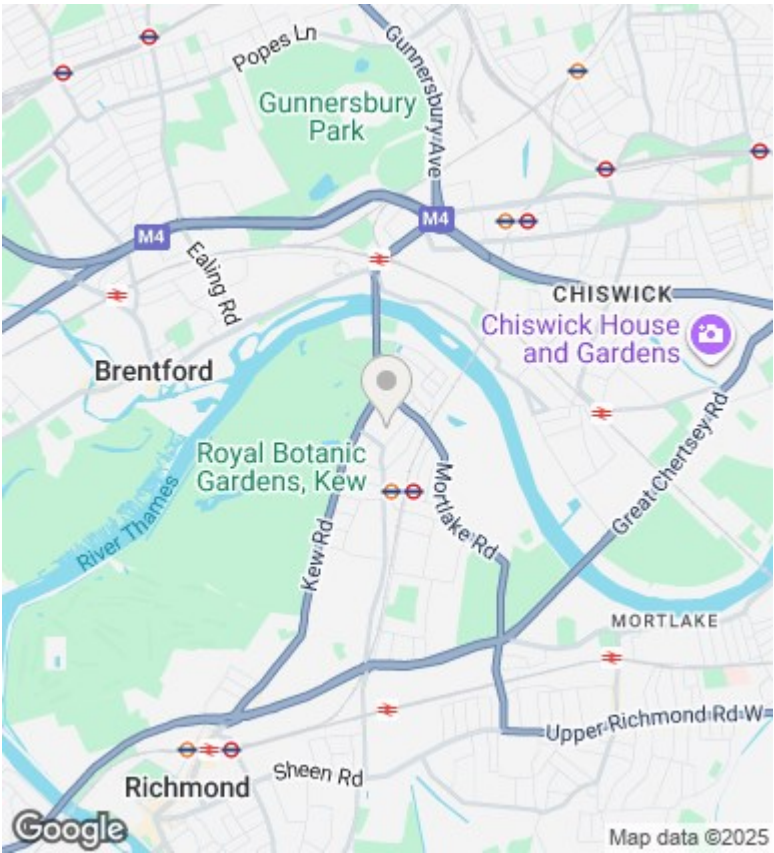 Popes Ln
Gunnersbury Ave
Gunnersbury
Park
M4
M4
Ealing Rd
CHISWICK
Chiswick House
and Gardens
Brentford
Royal Botanic
Gardens, Kew
River Thames
Kew Rd
Mortlake Rd
Great Chertsey Rd
MORTLAKE
Upper Richmond Rd W
Sheen Rd
Richmond
Google
Map data ©2025